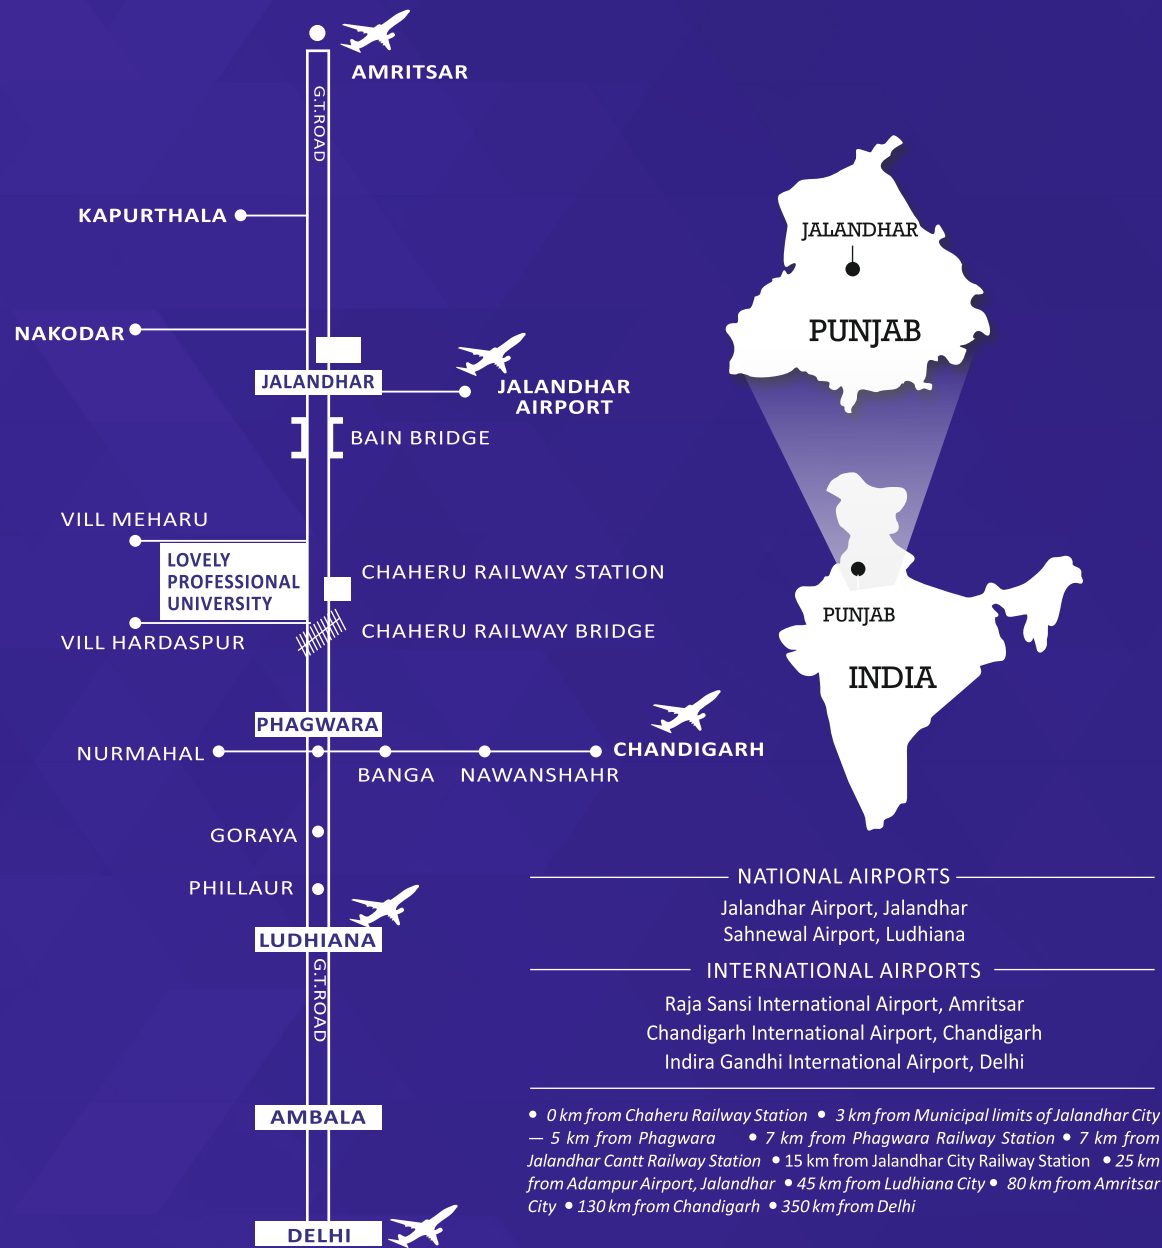 AMRITSAR
G.T.ROAD
KAPURTHALA
NAKODAR
JALANDHAR
JALANDHAR
AIRPORT
BAIN BRIDGE
VILL MEHARU
LOVELY
PROFESSIONAL
UNIVERSITY
CHAHERU RAILWAY STATION
VILL HARDASPUR
CHAHERU RAILWAY BRIDGE
PHAGWARA
NURMAHAL
CHANDIGARH
BANGA
NAWANSHAHR
GORAYA
PHILLAUR
LUDHIANA
G.T.ROAD
AMBALA
DELHI
JALANDHAR
PUNJAB
PUNJAB
INDIA
NATIONAL AIRPORTS
Jalandhar Airport, Jalandhar
Sahnewal Airport, Ludhiana
INTERNATIONAL AIRPORTS
Raja Sansi International Airport, Amritsar
Chandigarh International Airport, Chandigarh
Indira Gandhi International Airport, Delhi
• 0 km from Chaheru Railway Station • 3 km from Municipal limits of Jalandhar City
— 5 km from Phagwara • 7 km from Phagwara Railway Station • 7 km from
Jalandhar Cantt Railway Station • 15 km from Jalandhar City Railway Station • 25 km
from Adampur Airport, Jalandhar • 45 km from Ludhiana City • 80 km from Amritsar
City • 130 km from Chandigarh • 350 km from Delhi